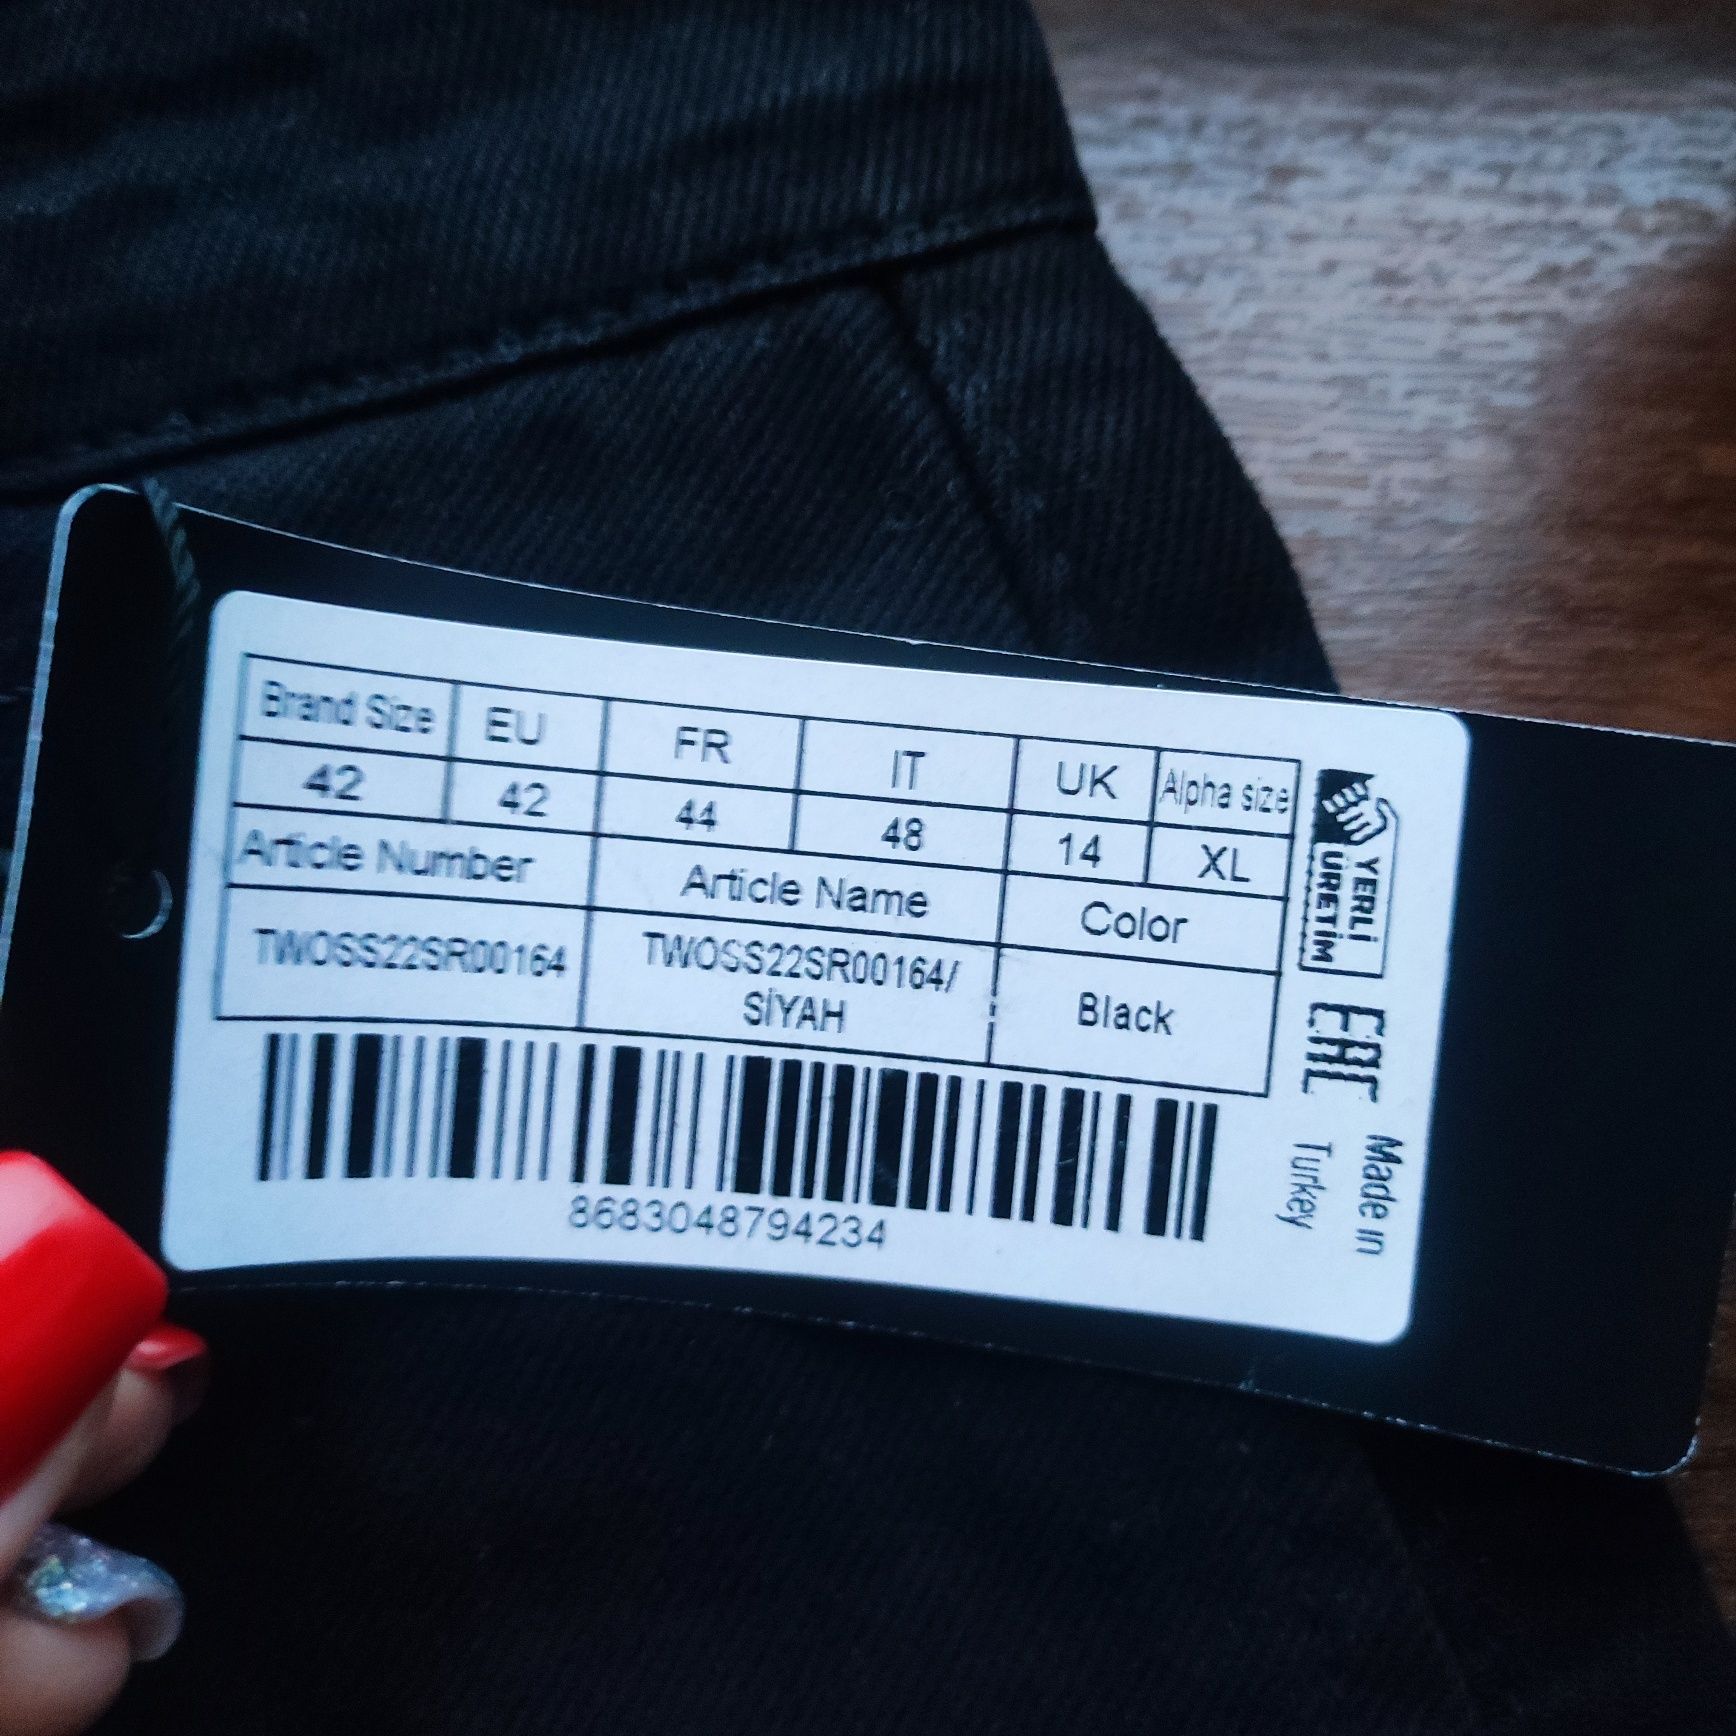 Brand Size EU FR IT UK Alpha size
42 42 44 48 14 XL
Article Number Article Name Color
TWOSS22SR00164 TWOSS22SR00164/
SİYAH Black
8683048794234
YERLİ
ÜRETİM
EAC
Made in
Turkey